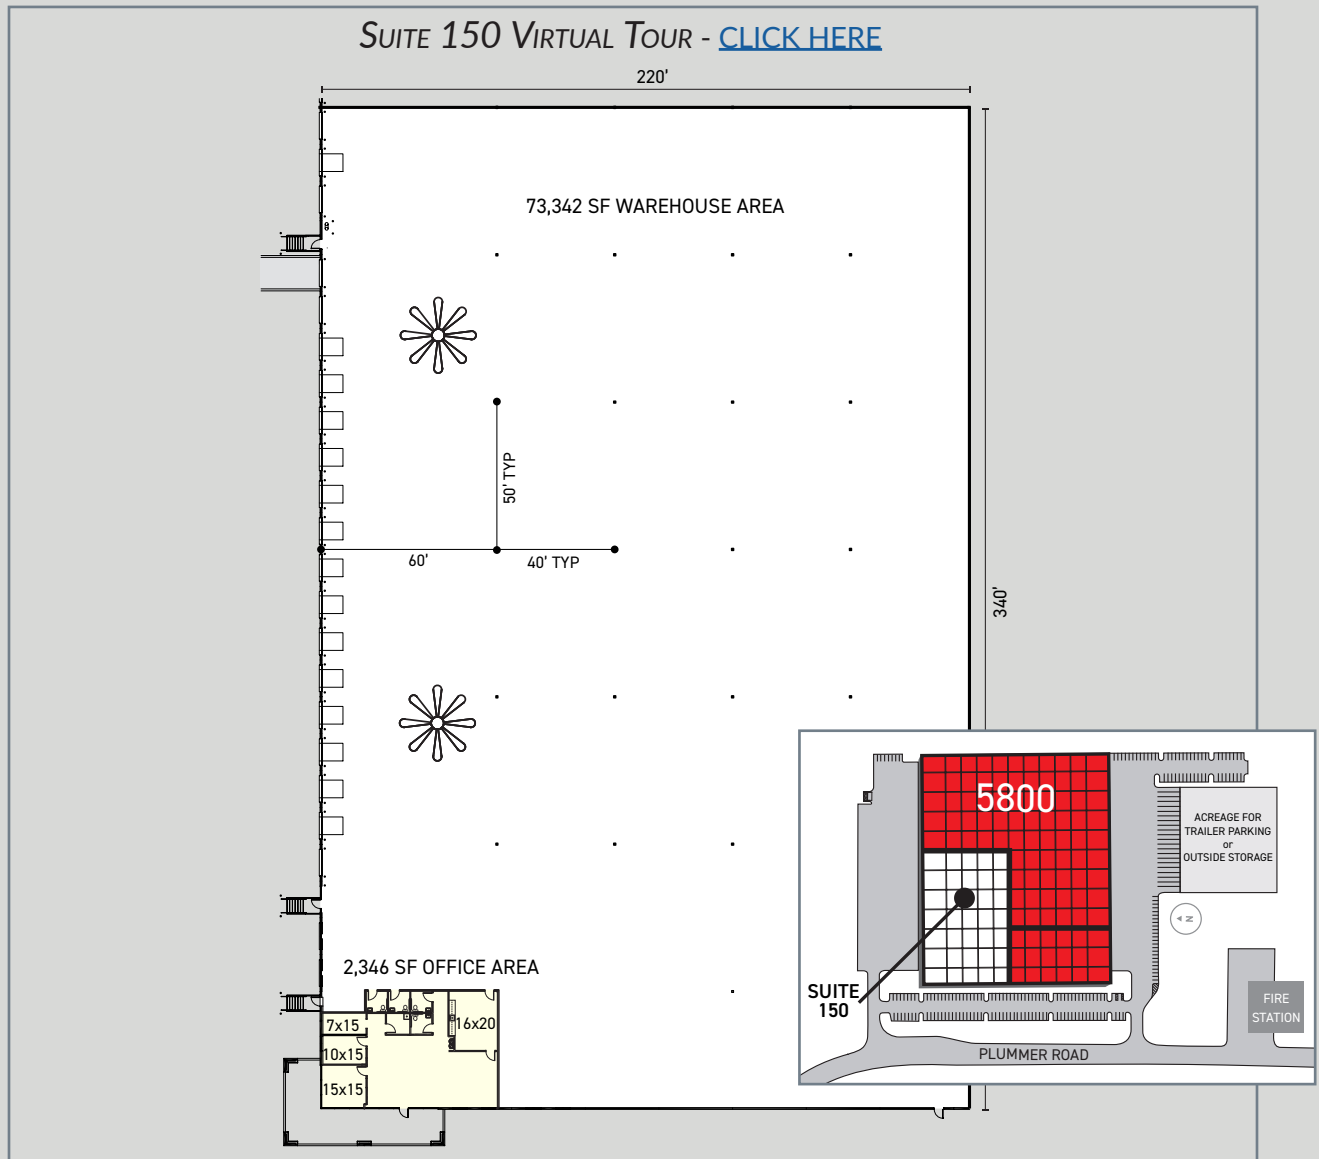 SUITE 150 VIRTUAL TOUR - CLICK HERE
220'
73,342 SF WAREHOUSE AREA
50' TYP
60'
40' TYP
340'
2,346 SF OFFICE AREA
7x15
16x20
10x15
15x15
5800
ACREAGE FOR
TRAILER PARKING
or
OUTSIDE STORAGE
N
SUITE
150
FIRE
STATION
PLUMMER ROAD